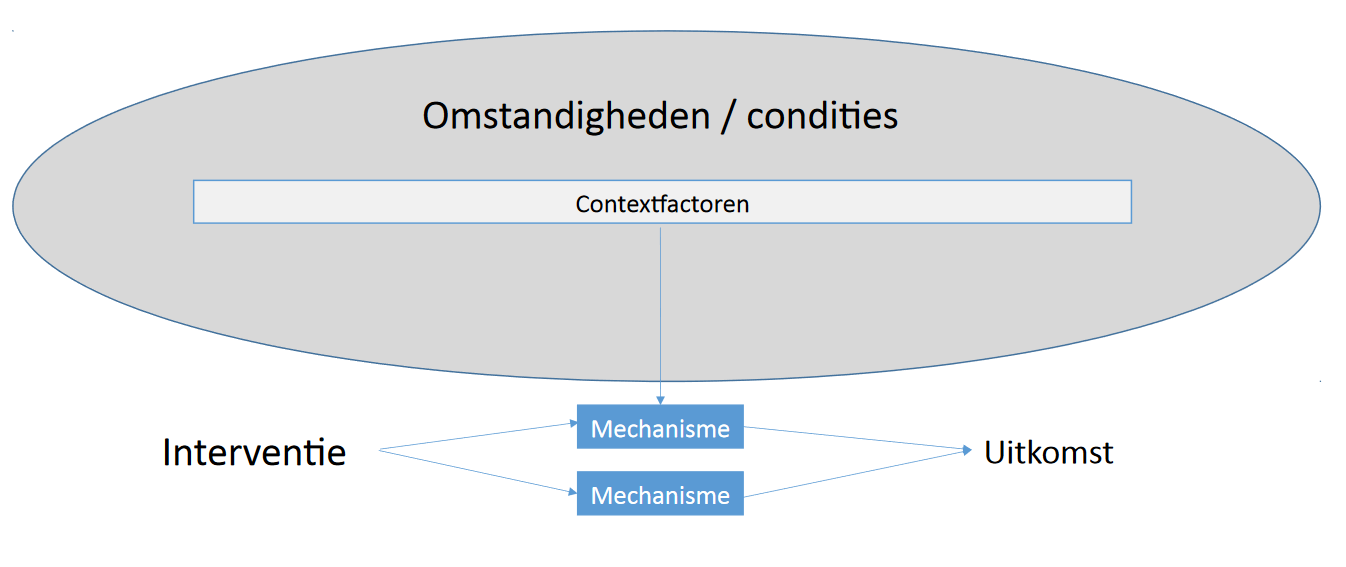 Omstandigheden / condities
Contextfactoren
Mechanisme
Interventie
Uitkomst
Mechanisme